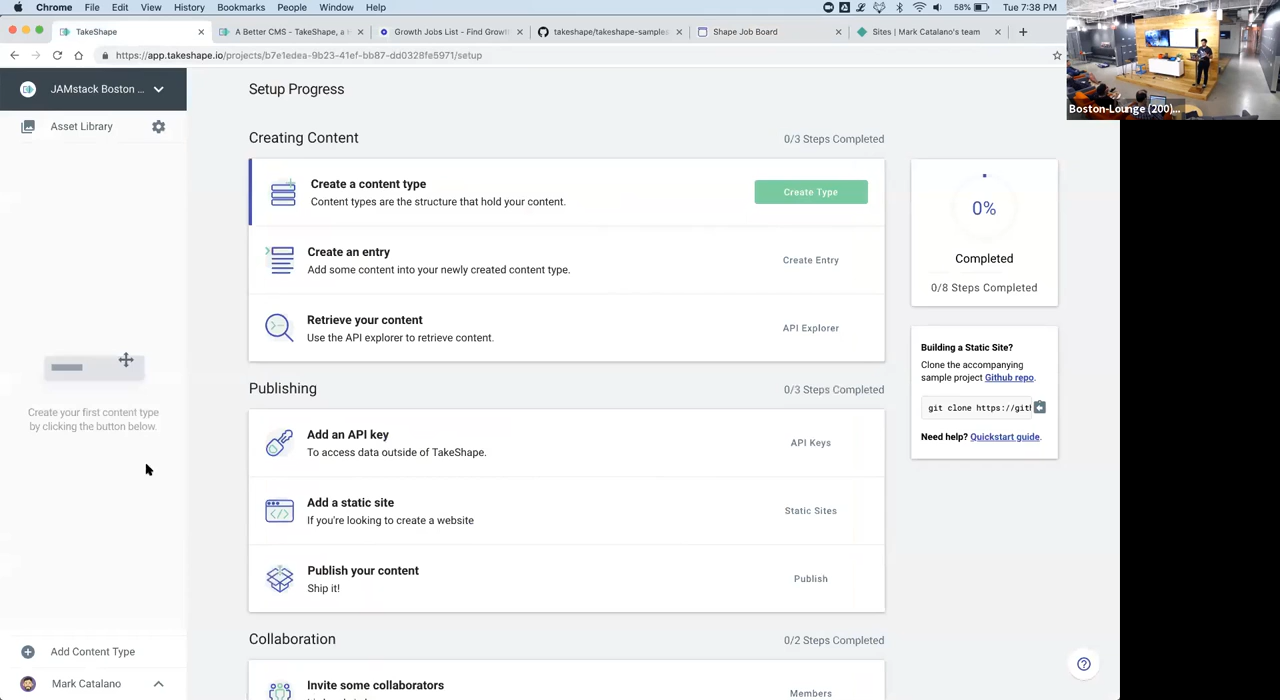 Chrome File Edit View History Bookmarks People Window Help
58% Tue 7:38 PM
TakeShape
A Better CMS - TakeShape, a
Growth Jobs List - Find Growt
takeshape/takeshape-samples
Shape Job Board
Sites | Mark Catalano's team
https://app.takeshape.io/projects/b7e1edea-9b23-41ef-bb87-dd0328fe5971/setup
Boston-Lounge (200)...
JAMstack Boston ...
Asset Library
Create your first content type
by clicking the button below.
Add Content Type
Mark Catalano
Setup Progress
Creating Content
0/3 Steps Completed
Create a content type
Content types are the structure that hold your content.
Create Type
Create an entry
Add some content into your newly created content type.
Create Entry
Retrieve your content
Use the API explorer to retrieve content.
API Explorer
Publishing
0/3 Steps Completed
Add an API key
To access data outside of TakeShape.
API Keys
Add a static site
If you're looking to create a website
Static Sites
Publish your content
Ship it!
Publish
Collaboration
0/2 Steps Completed
Invite some collaborators
Members
0%
Completed
0/8 Steps Completed
Building a Static Site?
Clone the accompanying
sample project Github repo.
git clone https://gith
Need help? Quickstart guide.